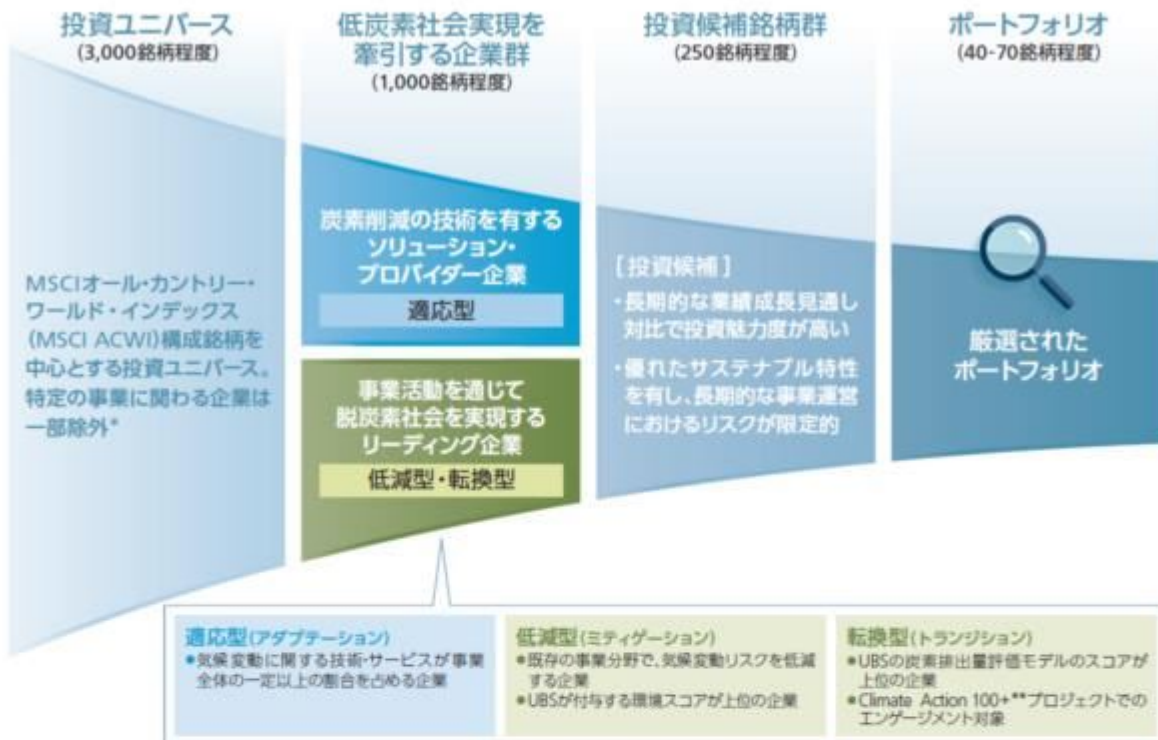 投資ユニバース
(3,000銘柄程度)
MSCIオール・カントリー・
ワールド・インデックス
(MSCI ACWI)構成銘柄を
中心とする投資ユニバース。
特定の事業に関わる企業は
一部除外*
低炭素社会実現を
牽引する企業群
(1,000銘柄程度)
炭素削減の技術を有する
ソリューション・
プロバイダー企業
適応型
事業活動を通じて
脱炭素社会を実現する
リーディング企業
低減型・転換型
投資候補銘柄群
(250銘柄程度)
[投資候補]
・長期的な業績成長見通し
対比で投資魅力度が高い
・優れたサステナブル特性
を有し、長期的な事業運営
におけるリスクが限定的
ポートフォリオ
(40-70銘柄程度)
厳選された
ポートフォリオ
適応型(アダプテーション)
●気候変動に関する技術・サービスが事業
全体の一定以上の割合を占める企業
低減型(ミティゲーション)
●既存の事業分野で、気候変動リスクを低減
する企業
●UBSが付与する環境スコアが上位の企業
転換型(トランジション)
●UBSの炭素排出量評価モデルのスコアが
上位の企業
●Climate Action 100+**プロジェクトでの
エンゲージメント対象